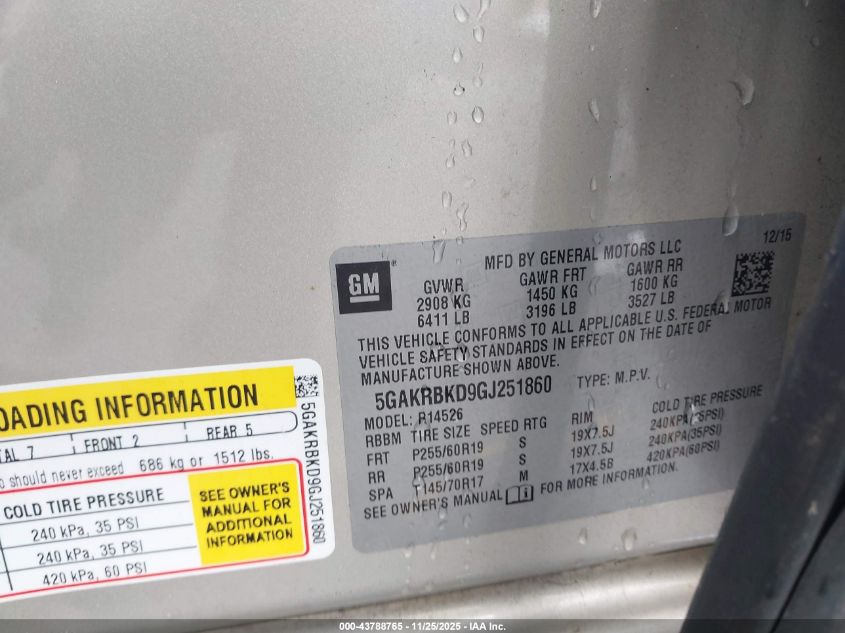 OADING INFORMATION
AL 7 FRONT 2 REAR 5
o should never exceed 686 kg or 1512 lbs.
COLD TIRE PRESSURE
240 kPa, 35 PSI
240 kPa, 35 PSI
420 kPa, 60 PSI
SEE OWNER'S
MANUAL FOR
ADDITIONAL
INFORMATION
5GAKRBKD9GJ251860
GM ®
MFD BY GENERAL MOTORS LLC 12/15
GVWR GAWR FRT GAWR RR
2908 KG 1450 KG 1600 KG
6411 LB 3196 LB 3527 LB
THIS VEHICLE CONFORMS TO ALL APPLICABLE U.S. FEDERAL MOTOR
VEHICLE SAFETY STANDARDS IN EFFECT ON THE DATE OF
MANUFACTURE SHOWN ABOVE.
5GAKRBKD9GJ251860 TYPE: M.P.V.
MODEL: R14526
RBBM TIRE SIZE SPEED RTG RIM COLD TIRE PRESSURE
FRT P255/60R19 S 19X7.5J 240KPA(35PSI)
RR P255/60R19 S 19X7.5J 240KPA(35PSI)
SPA T145/70R17 M 17X4.5B 420KPA(60PSI)
SEE OWNER'S MANUAL FOR MORE INFORMATION.
000-43788765 - 11/25/2025 - IAA Inc.